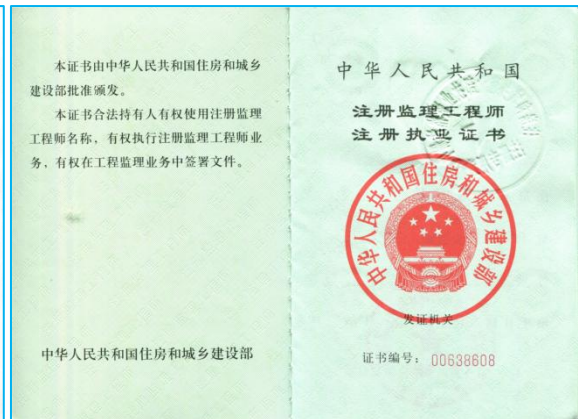 本证书由中华人民共和国住房和城乡
建设部批准颁发。
本证书合法持有人有权使用注册监理
工程师名称，有权执行注册监理工程师业
务，有权在工程监理业务中签署文件。
中华人民共和国住房和城乡建设部
中华人民共和国
注册监理工程师
注册执业证书
中华人民共和国住房和城乡建设部
发证机关
证书编号：00638608